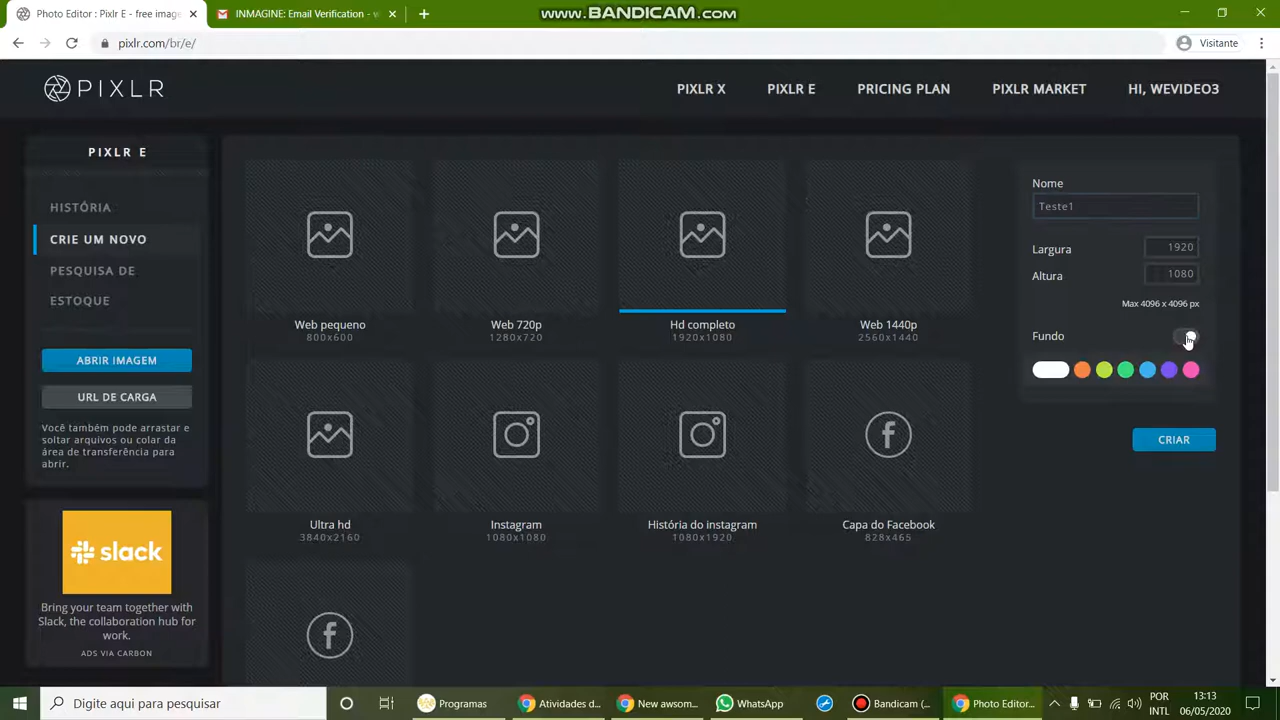 Photo Editor : Pixlr E - free image
INMAGINE: Email Verification - w
www.BANDICAM.com
pixlr.com/br/e/
Visitante
PIXLR
PIXLR X
PIXLR E
PRICING PLAN
PIXLR MARKET
HI, WEVIDEO3
PIXLR E
HISTÓRIA
CRIE UM NOVO
PESQUISA DE
ESTOQUE
ABRIR IMAGEM
URL DE CARGA
Você também pode arrastar e
soltar arquivos ou colar da
área de transferência para
abrir.
slack
Bring your team together with
Slack, the collaboration hub for
work.
ADS VIA CARBON
Web pequeno
800x600
Web 720p
1280x720
Hd completo
1920x1080
Web 1440p
2560x1440
Ultra hd
3840x2160
Instagram
1080x1080
História do instagram
1080x1920
Capa do Facebook
828x465
Nome
Teste1
Largura
1920
Altura
1080
Max 4096 x 4096 px
Fundo
CRIAR
Digite aqui para pesquisar
Programas
Atividades d...
New awsom...
WhatsApp
Bandicam (...
Photo Editor...
POR
INTL
13:13
06/05/2020